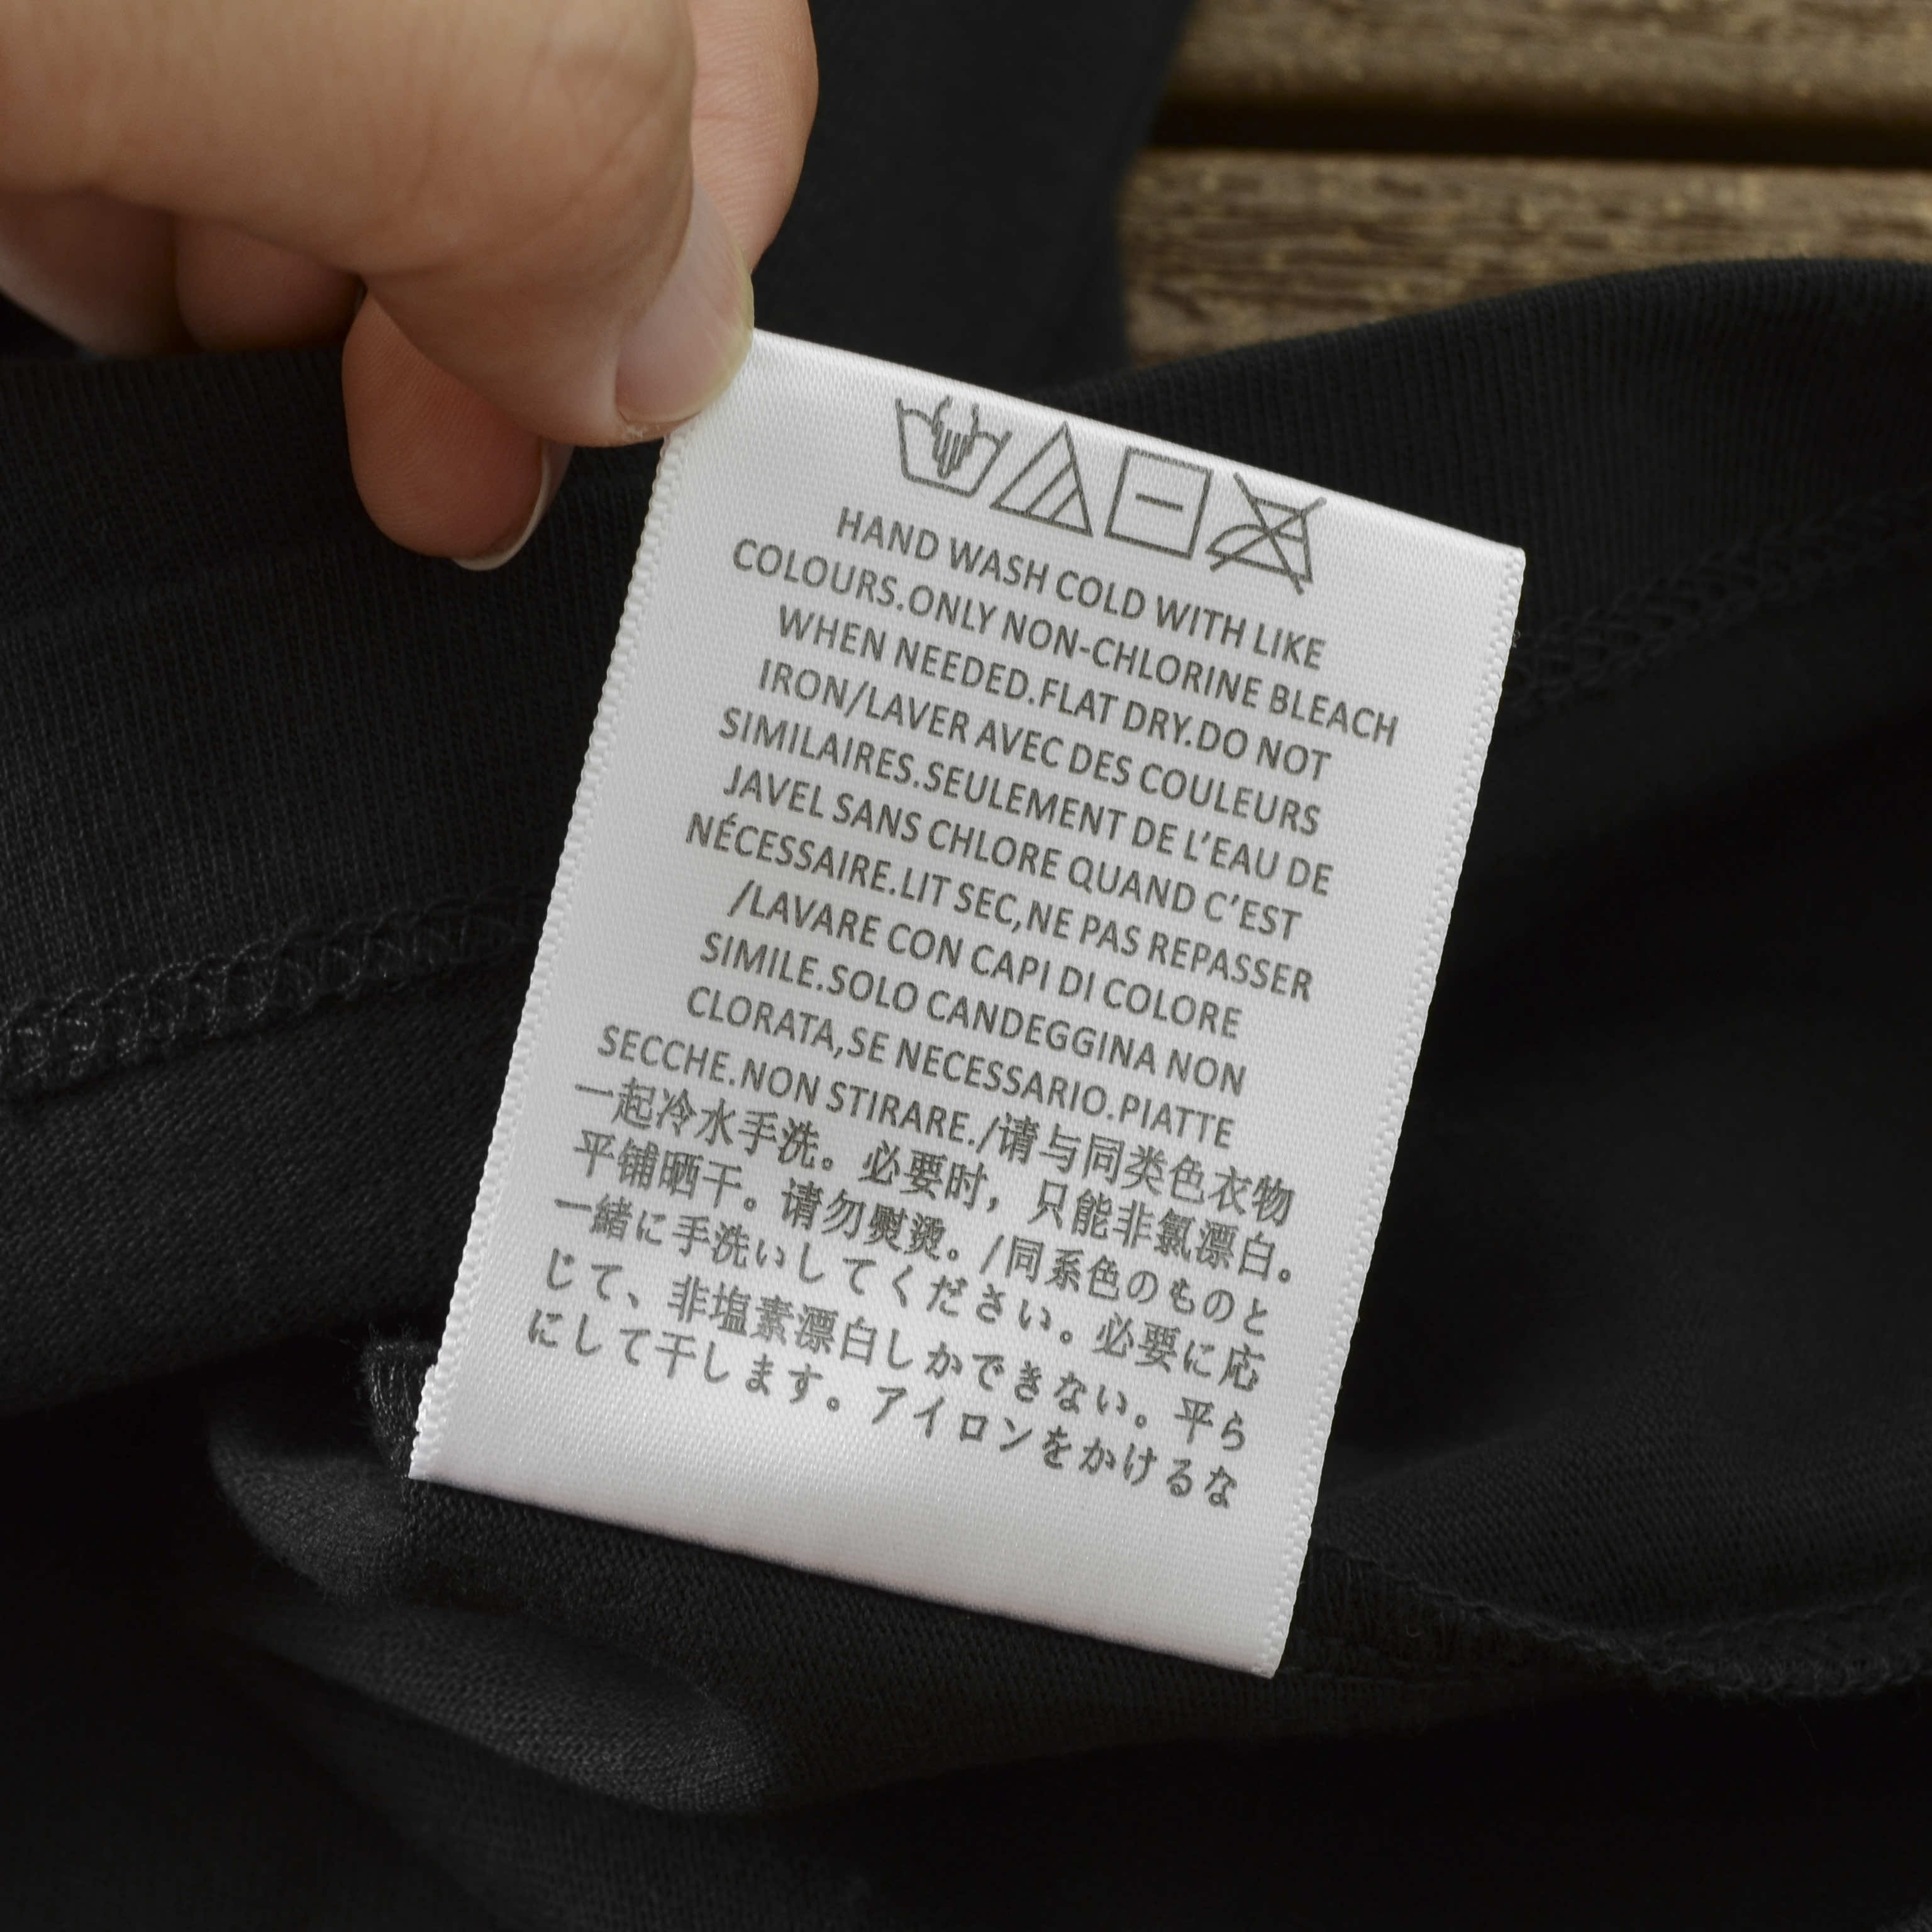 HAND WASH COLD WITH LIKE
COLOURS.ONLY NON-CHLORINE BLEACH
WHEN NEEDED.FLAT DRY.DO NOT
IRON/LAVER AVEC DES COULEURS
SIMILAIRES.SEULEMENT DE L'EAU DE
JAVEL SANS CHLORE QUAND C'EST
NÉCESSAIRE.LIT SEC,NE PAS REPASSER
/LAVARE CON CAPI DI COLORE
SIMILE.SOLO CANDEGGINA NON
CLORATA,SE NECESSARIO.PIATTE
SECCHE.NON STIRARE./请与同类色衣物
一起冷水手洗。必要时，只能非氯漂白。
平铺晒干。请勿熨烫。/同系色のものと
一緒に手洗いしてください。必要に応
じて、非塩素漂白しかできない。平ら
にして干します。アイロンをかけるな